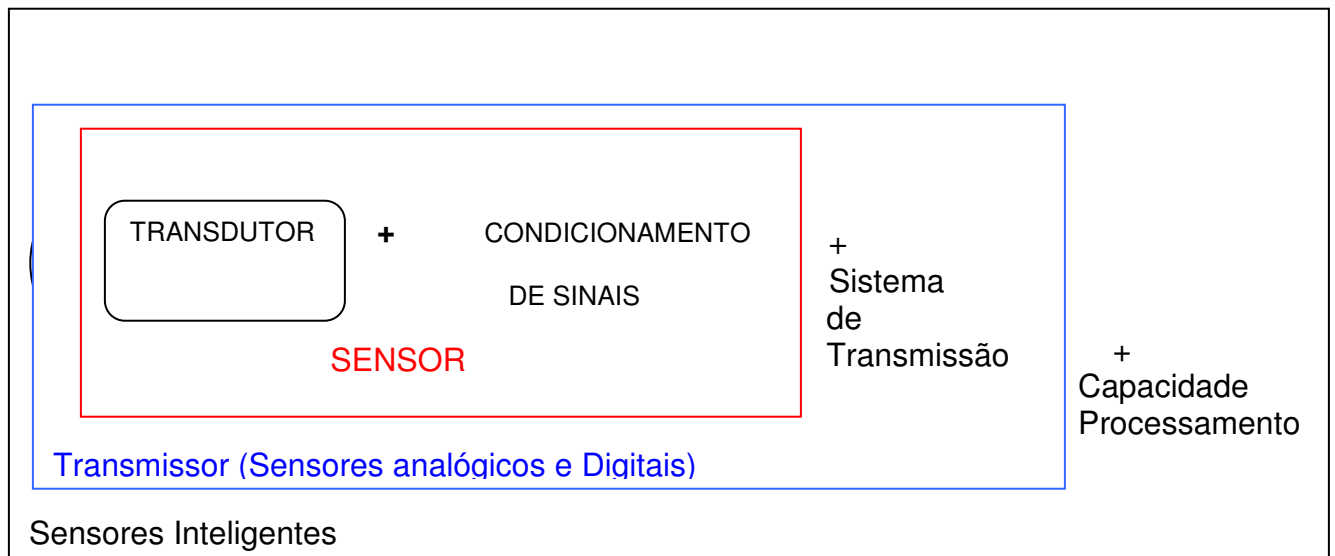 TRANSDUTOR + CONDICIONAMENTO
DE SINAIS
SENSOR
+
Sistema
de
Transmissão
+
Capacidade
Processamento
Transmissor (Sensores analógicos e Digitais)
Sensores Inteligentes